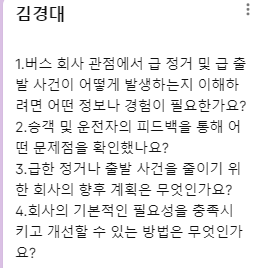 김경대
1.버스 회사 관점에서 급 정거 및 급 출
발 사건이 어떻게 발생하는지 이해하
려면 어떤 정보나 경험이 필요한가요?
2.승객 및 운전자의 피드백을 통해 어
떤 문제점을 확인했나요?
3.급한 정거나 출발 사건을 줄이기 위
한 회사의 향후 계획은 무엇인가요?
4.회사의 기본적인 필요성을 충족시
키고 개선할 수 있는 방법은 무엇인가
요?